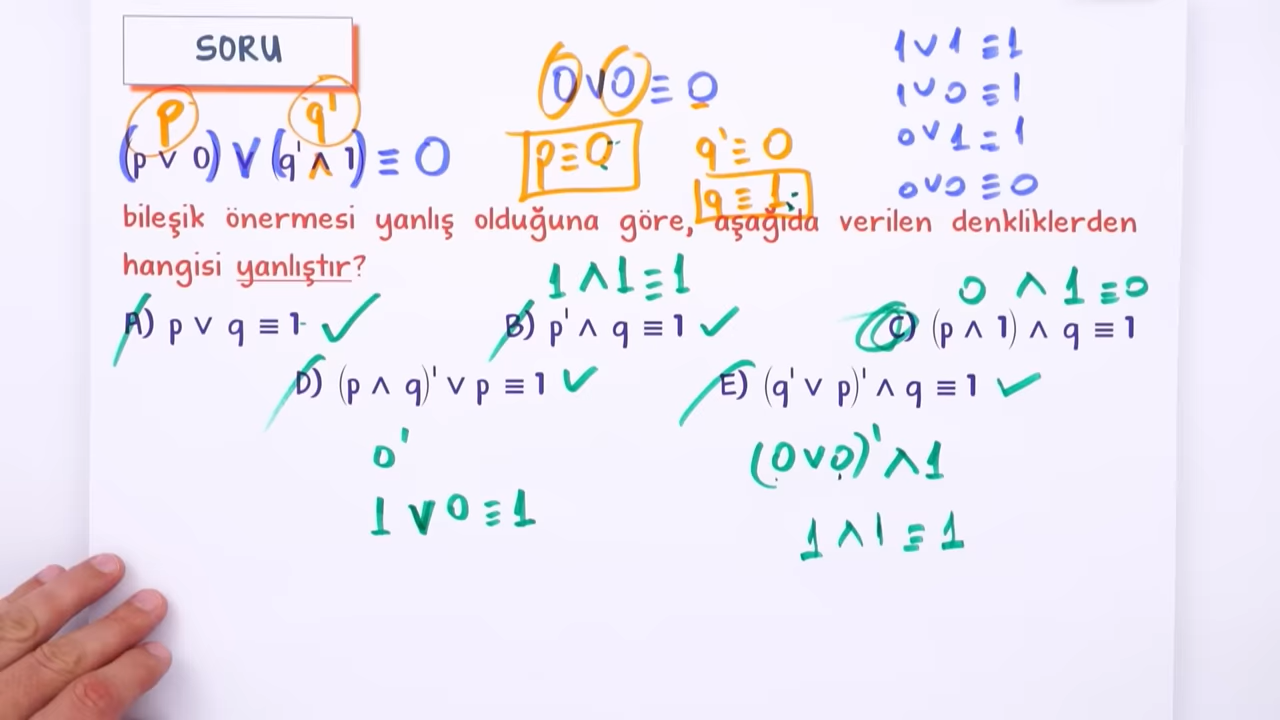 SORU
0 ∨ 0 ≡ 0
1 ∨ 1 ≡ 1
1 ∨ 0 ≡ 1
0 ∨ 1 ≡ 1
0 ∨ 0 ≡ 0
p q'
(p ∨ 0) ∨ (q' ∧ 1) ≡ 0
p ≡ 0
q' ≡ 0
q ≡ 1
bileşik önermesi yanlış olduğuna göre, aşağıda verilen denkliklerden
hangisi yanlıştır?
1 ∧ 1 ≡ 1
0 ∧ 1 ≡ 0
A) p ∨ q ≡ 1 ✓ B) p' ∧ q ≡ 1 ✓ C) (p ∧ 1) ∧ q ≡ 1
D) (p ∧ q)' ∨ p ≡ 1 ✓ E) (q' ∨ p)' ∧ q ≡ 1 ✓
0'
1 ∨ 0 ≡ 1
(0 ∨ 0)' ∧ 1
1 ∧ 1 ≡ 1